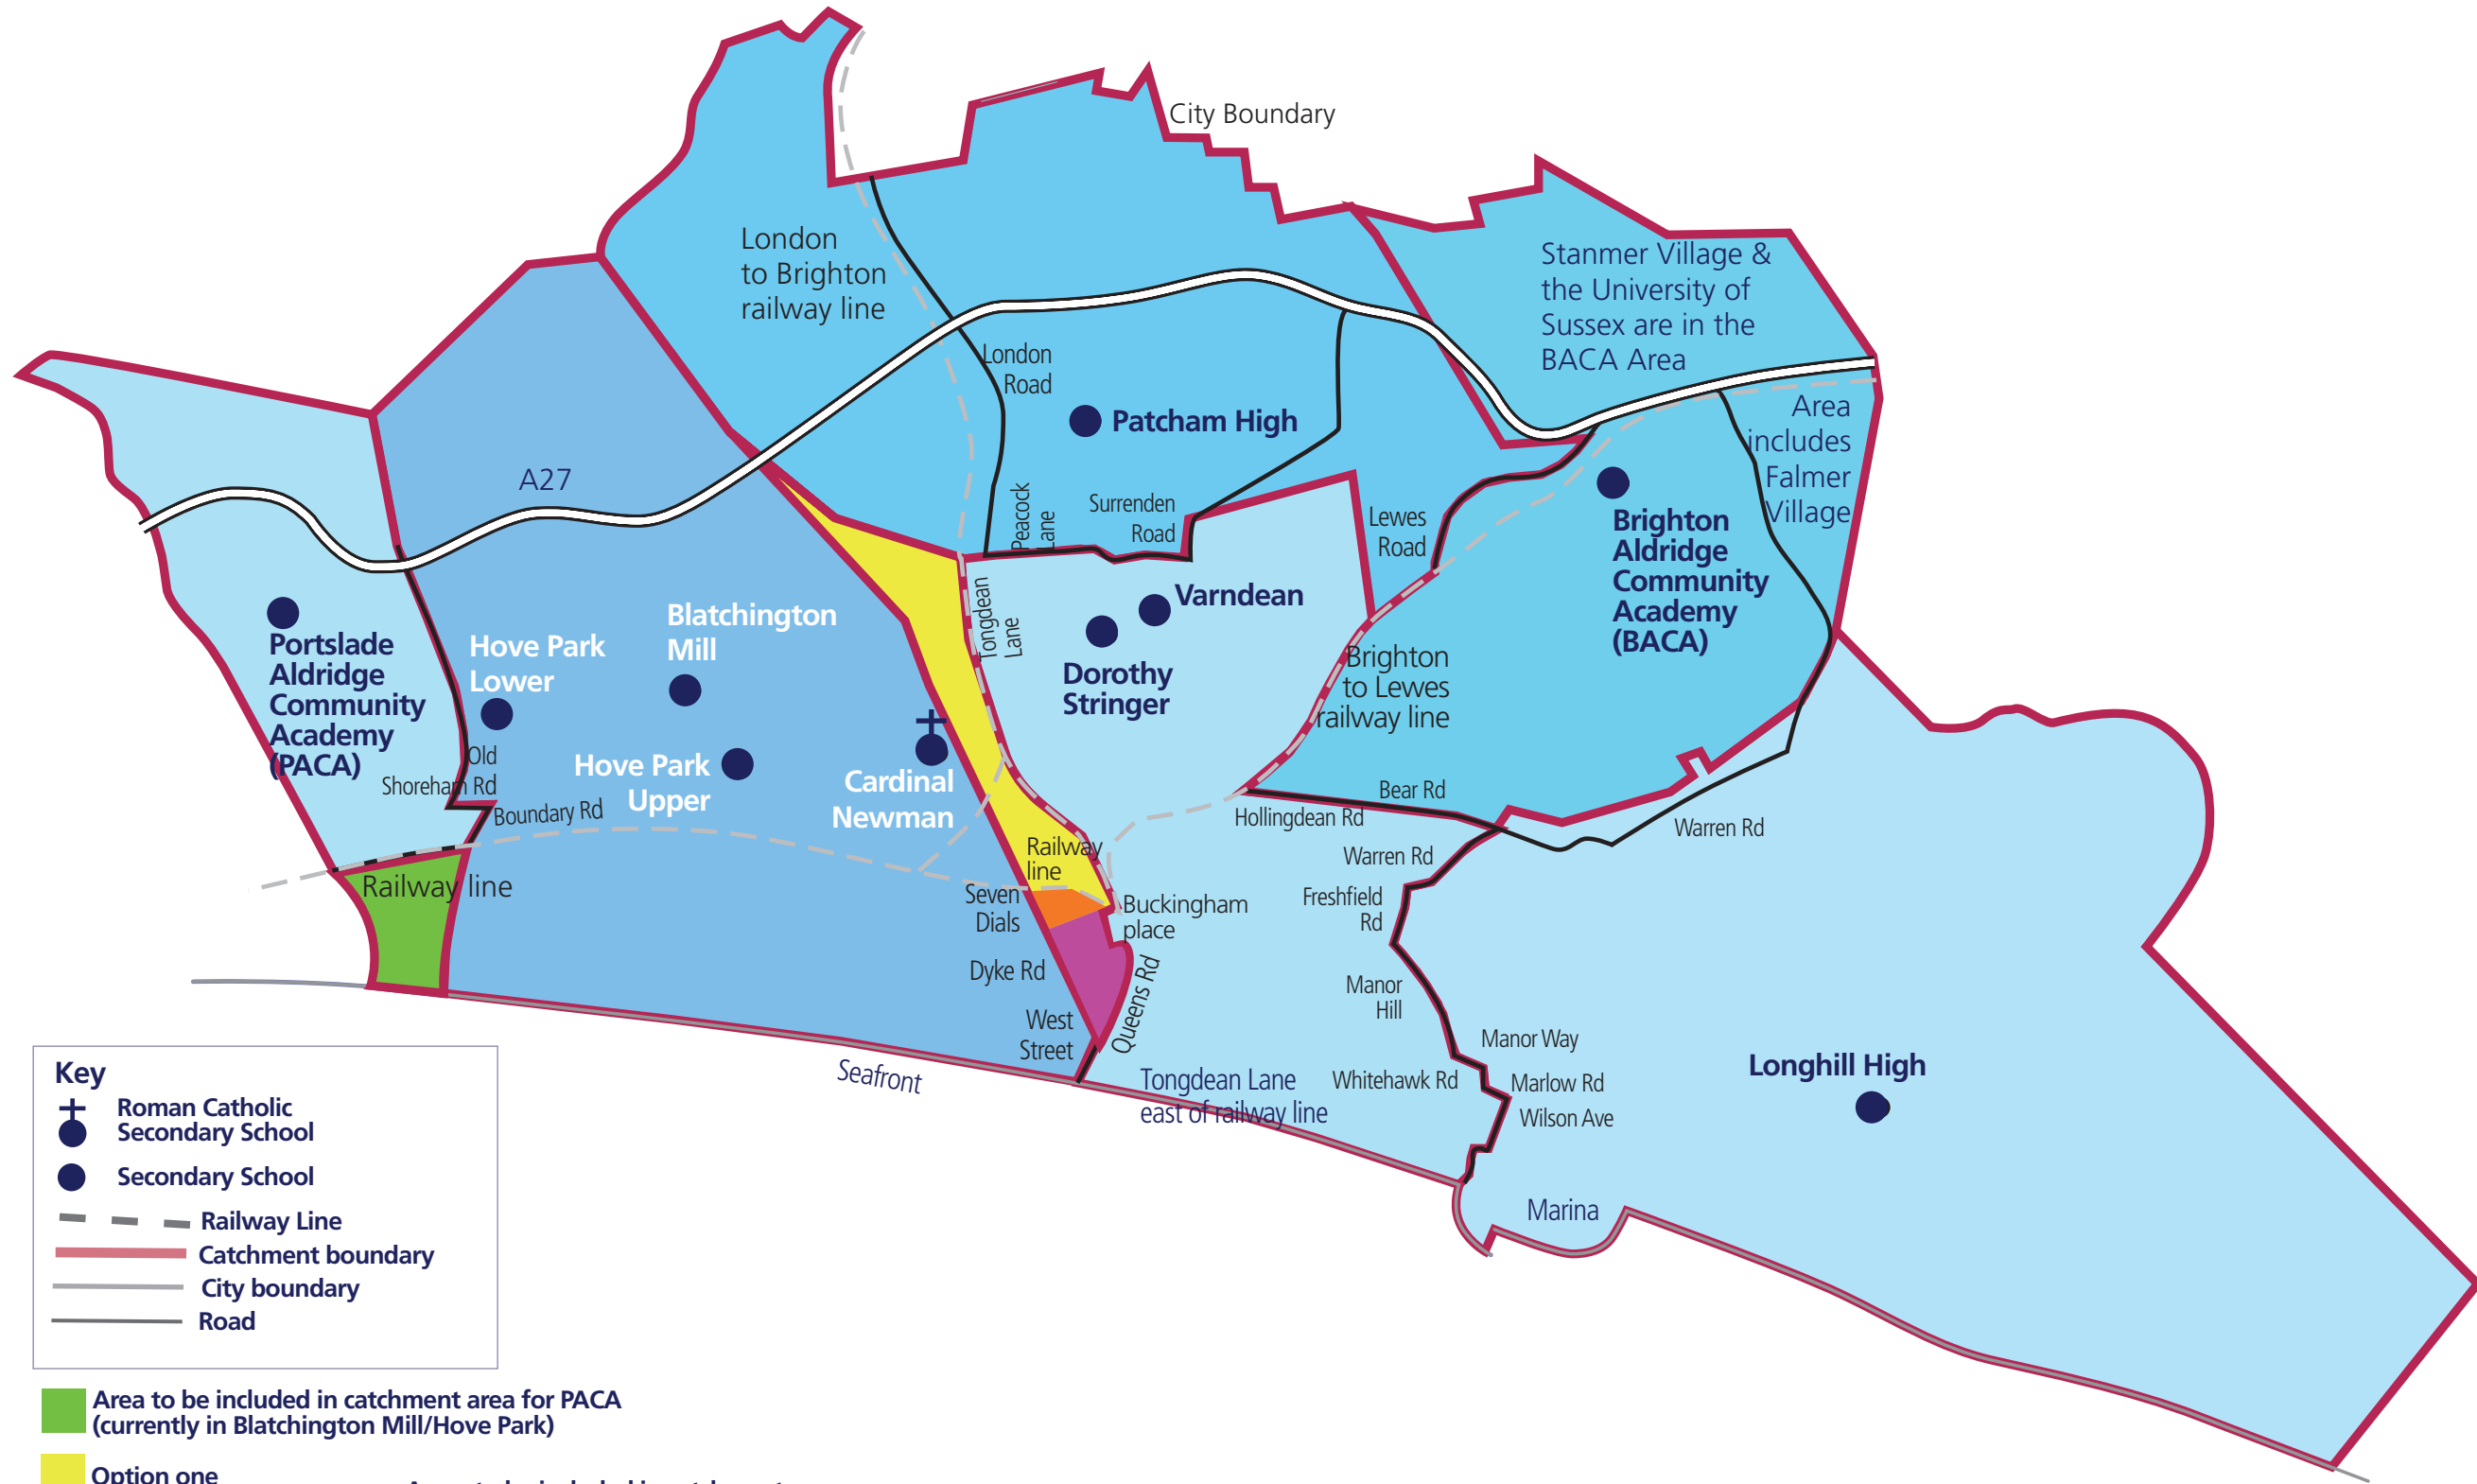 City Boundary
London
to Brighton
railway line
Stanmer Village &
the University of
Sussex are in the
BACA Area
London
Road
Patcham High
Area
includes
Falmer
Village
A27
Peacock
Lane
Surrenden
Road
Lewes
Road
Brighton
Aldridge
Community
Academy
(BACA)
Tongdean
Lane
Varndean
Dorothy
Stringer
Blatchington
Mill
Hove Park
Lower
Portslade
Aldridge
Community
Academy
(PACA)
Brighton
to Lewes
railway line
Old
Shoreham Rd
Boundary Rd
Hove Park
Upper
Cardinal
Newman
Bear Rd
Hollingdean Rd
Warren Rd
Warren Rd
Railway
line
Railway line
Seven
Dials
Buckingham
place
Freshfield
Rd
Dyke Rd
Queens Rd
West
Street
Manor
Hill
Manor Way
Seafront
Tongdean Lane
east of railway line
Whitehawk Rd
Marlow Rd
Wilson Ave
Longhill High
Marina
Key
Roman Catholic
Secondary School
Secondary School
Railway Line
Catchment boundary
City boundary
Road
Area to be included in catchment area for PACA
(currently in Blatchington Mill/Hove Park)
Option one